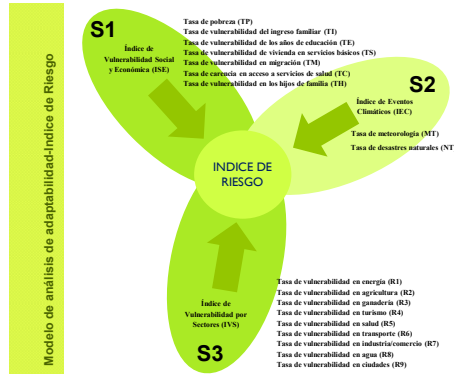 Modelo de análisis de adaptabilidad-Indice de Riesgo
S1
Índice de
Vulnerabilidad Social
y Económica (ISE)
Tasa de pobreza (TP)
Tasa de vulnerabilidad del ingreso familiar (TI)
Tasa de vulnerabilidad de los años de educación (TE)
Tasa de vulnerabilidad de vivienda en servicios básicos (TS)
Tasa de vulnerabilidad en migración (TM)
Tasa de carencia en acceso a servicios de salud (TC)
Tasa de vulnerabilidad en los hijos de familia (TH)
S2
Índice de Eventos
Climáticos (IEC)
Tasa de meteorología (MT)
Tasa de desastres naturales (NT
INDICE DE
RIESGO
Índice de
Vulnerabilidad por
Sectores (IVS)
S3
Tasa de vulnerabilidad en energía (R1)
Tasa de vulnerabilidad en agricultura (R2)
Tasa de vulnerabilidad en ganadería (R3)
Tasa de vulnerabilidad en turismo (R4)
Tasa de vulnerabilidad en salud (R5)
Tasa de vulnerabilidad en transporte (R6)
Tasa de vulnerabilidad en industria/comercio (R7)
Tasa de vulnerabilidad en agua (R8)
Tasa de vulnerabilidad en ciudades (R9)